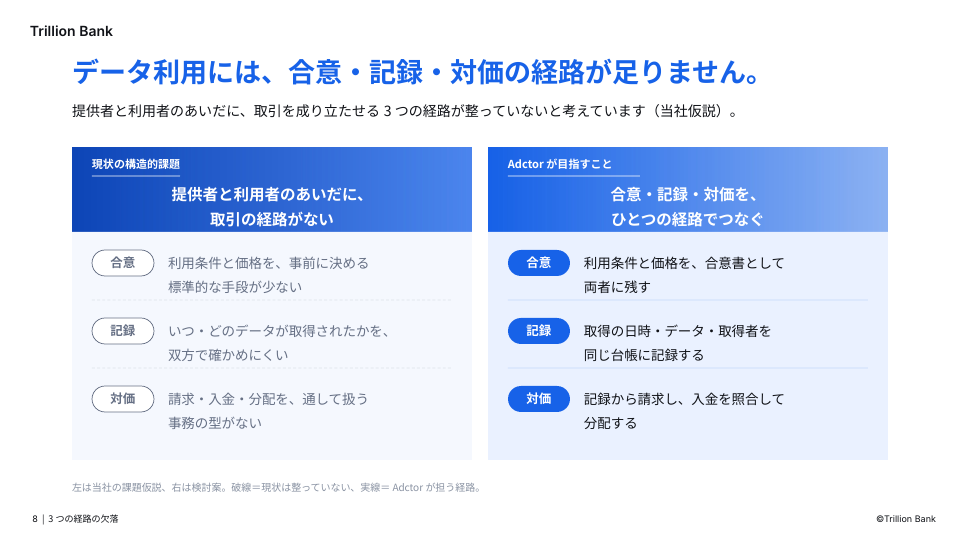 Trillion Bank
データ利用には、合意・記録・対価の経路が足りません。
提供者と利用者のあいだに、取引を成り立たせる 3 つの経路が整っていないと考えています（当社仮説）。
現状の構造的課題
提供者と利用者のあいだに、
取引の経路がない
合意
利用条件と価格を、事前に決める
標準的な手段が少ない
記録
いつ・どのデータが取得されたかを、
双方で確かめにくい
対価
請求・入金・分配を、通して扱う
事務の型がない
Adctor が目指すこと
合意・記録・対価を、
ひとつの経路でつなぐ
合意
利用条件と価格を、合意書として
両者に残す
記録
取得の日時・データ・取得者を
同じ台帳に記録する
対価
記録から請求し、入金を照合して
分配する
左は当社の課題仮説、右は検討案。破線＝現状は整っていない、実線＝ Adctor が担う経路。
8｜3 つの経路の欠落
©Trillion Bank